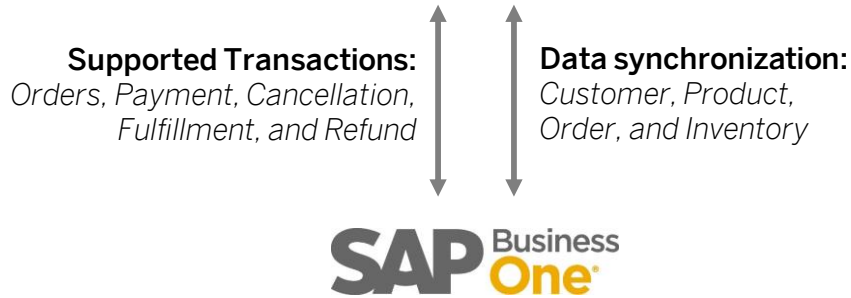 Supported Transactions:
Orders, Payment, Cancellation,
Fulfillment, and Refund
Data synchronization:
Customer, Product,
Order, and Inventory
SAP Business One®